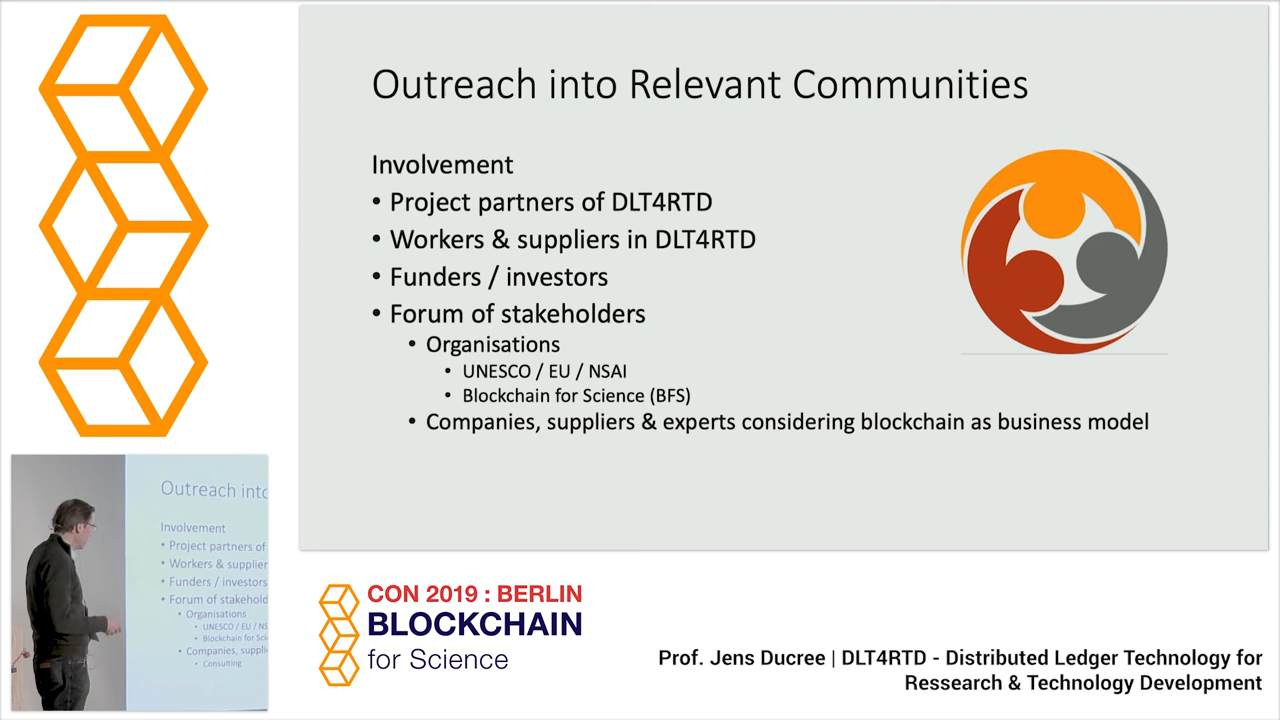 Outreach into Relevant Communities
Involvement
• Project partners of DLT4RTD
• Workers & suppliers in DLT4RTD
• Funders / investors
• Forum of stakeholders
• Organisations
• UNESCO / EU / NSAI
• Blockchain for Science (BFS)
• Companies, suppliers & experts considering blockchain as business model
Outreach into
Involvement
• Project partners of
• Workers & supplier
• Funders / investors
• Forum of stakehold
• Organisations
• UNESCO / EU / NS
• Blockchain for Sci
• Companies, suppli
• Consulting
CON 2019 : BERLIN
BLOCKCHAIN
for Science
Prof. Jens Ducree | DLT4RTD - Distributed Ledger Technology for
Ressearch & Technology Development